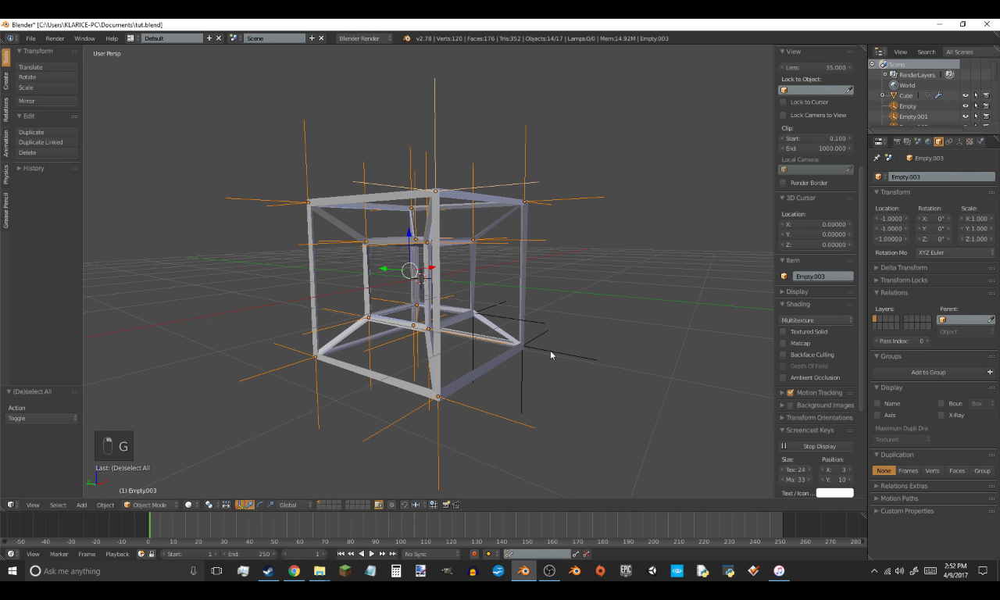 Blender* [C:\Users\KLARICE-PC\Documents\tut.blend]
File Render Window Help Default Scene Blender Render v2.78 | Verts:120 | Faces:176 | Tris:352 | Objects:14/17 | Lamps:0/0 | Mem:14.92M | Empty.003
Tools
Create
Relations
Animation
Physics
Grease Pencil
Transform
Translate
Rotate
Scale
Mirror
Edit
Duplicate
Duplicate Linked
Delete
History
(De)select All
Action
Toggle
User Persp
G
Last: (De)select All
(1) Empty.003
View
Lens: 35.000
Lock to Object:
Lock to Cursor
Lock Camera to View
Clip:
Start: 0.100
End: 1000.000
Local Camera:
Render Border
3D Cursor
Location:
X: 0.00000
Y: 0.00000
Z: 0.00000
Item
Empty.003
Display
Shading
Multitexture
Textured Solid
Matcap
Backface Culling
Depth Of Field
Ambient Occlusion
Motion Tracking
Background Images
Transform Orientations
Screencast Keys
Stop Display
Size: Position:
Tex: 24 X: 3
Mo: 33 Y: 10
Text / Icon ...
View Search All Scenes
Scene
RenderLayers
World
Cube
Empty
Empty.001
Empty.003
Empty.003
Transform
Location: Rotation: Scale:
-1.0000 X: 0° X:1.000
-1.0000 Y: 0° Y:1.000
1.00000 Z: 0° Z:1.000
Rotation Mo XYZ Euler
Delta Transform
Transform Locks
Relations
Layers: Parent:
Object
Pass Index: 0
Groups
Add to Group
Display
Name Boun Box
Axis X-Ray
Maximum Dupli Dra
Textured
Duplication
None Frames Verts Faces Group
Relations Extras
Motion Paths
Custom Properties
View Select Add Object Object Mode Global
-50 -40 -30 -20 -10 0 10 20 30 40 50 60 70 80 90 100 110 120 130 140 150 160 170 180 190 200 210 220 230 240 250 260 270 280
View Marker Frame Playback Start: 1 End: 250 1 No Sync
Ask me anything
EPIC
2:52 PM
4/9/2017